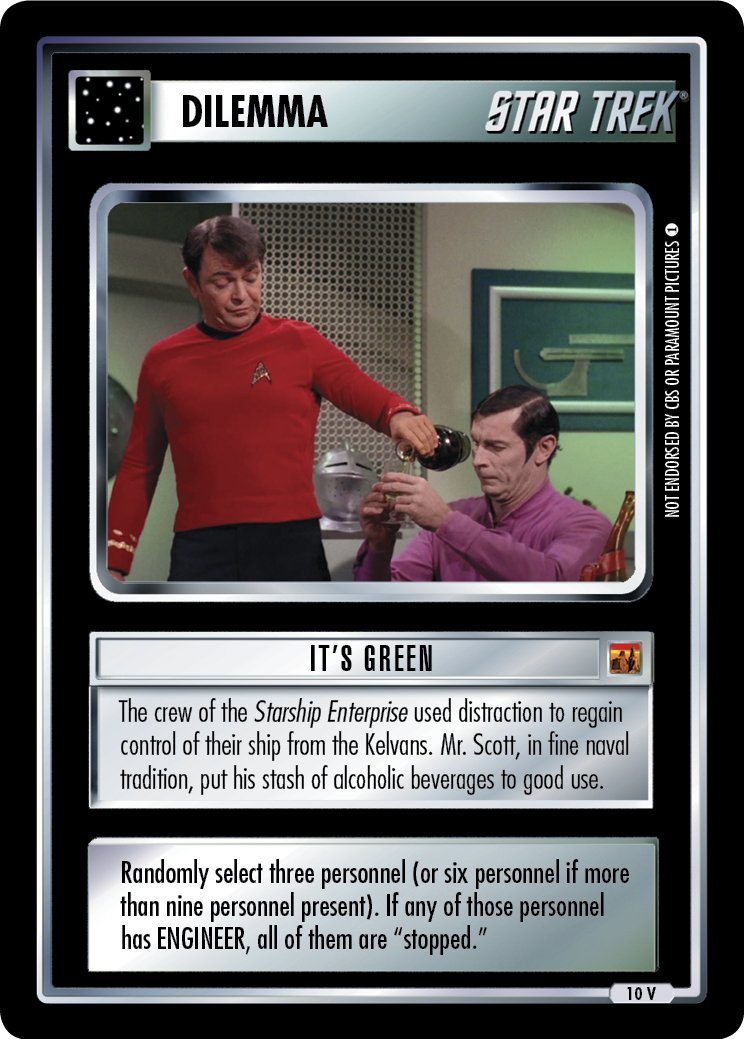 DILEMMA
STAR TREK®
NOT ENDORSED BY CBS OR PARAMOUNT PICTURES 1
IT'S GREEN
The crew of the Starship Enterprise used distraction to regain
control of their ship from the Kelvans. Mr. Scott, in fine naval
tradition, put his stash of alcoholic beverages to good use.
Randomly select three personnel (or six personnel if more
than nine personnel present). If any of those personnel
has ENGINEER, all of them are “stopped.”
10 V